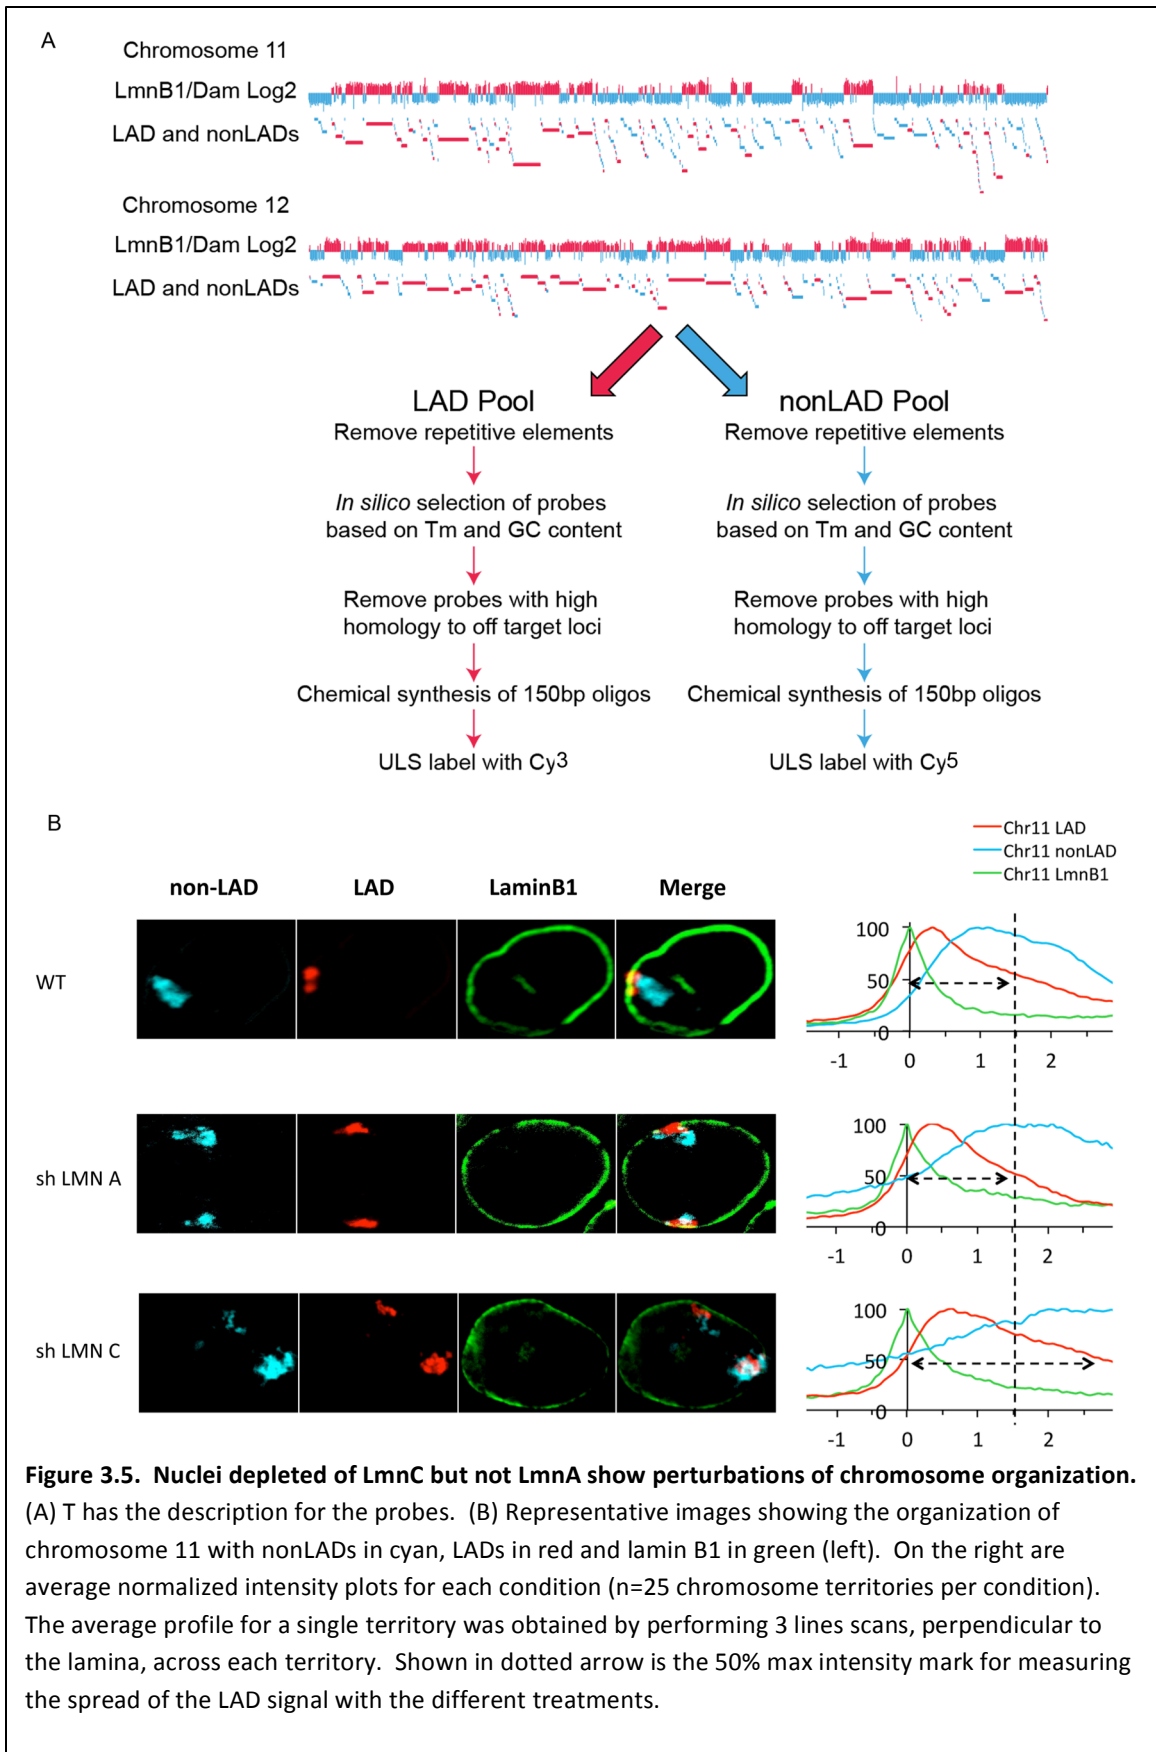 A
Chromosome 11
LmnB1/Dam Log2
LAD and nonLADs
Chromosome 12
LmnB1/Dam Log2
LAD and nonLADs
LAD Pool
Remove repetitive elements
In silico selection of probes
based on Tm and GC content
Remove probes with high
homology to off target loci
Chemical synthesis of 150bp oligos
ULS label with Cy3
nonLAD Pool
Remove repetitive elements
In silico selection of probes
based on Tm and GC content
Remove probes with high
homology to off target loci
Chemical synthesis of 150bp oligos
ULS label with Cy5
B
Chr11 LAD
Chr11 nonLAD
Chr11 LmnB1
non-LAD LAD LaminB1 Merge
WT
100
50
0
-1 0 1 2
sh LMN A
100
50
0
-1 0 1 2
sh LMN C
100
50
0
-1 0 1 2
Figure 3.5. Nuclei depleted of LmnC but not LmnA show perturbations of chromosome organization.
(A) T has the description for the probes. (B) Representative images showing the organization of
chromosome 11 with nonLADs in cyan, LADs in red and lamin B1 in green (left). On the right are
average normalized intensity plots for each condition (n=25 chromosome territories per condition).
The average profile for a single territory was obtained by performing 3 lines scans, perpendicular to
the lamina, across each territory. Shown in dotted arrow is the 50% max intensity mark for measuring
the spread of the LAD signal with the different treatments.